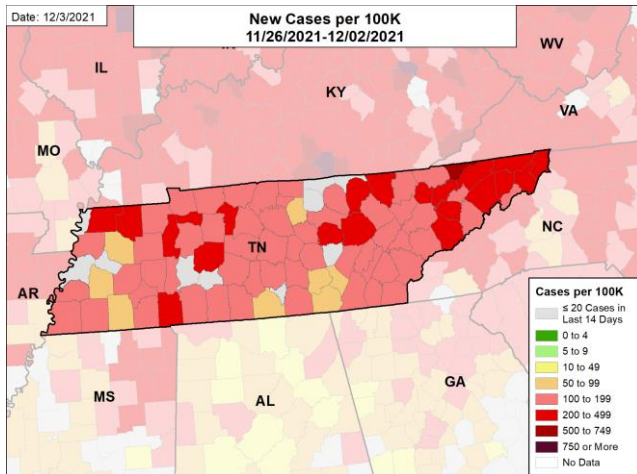 Date: 12/3/2021
New Cases per 100K
11/26/2021-12/02/2021
IL
WV
KY
VA
MO
NC
TN
AR
MS
AL
GA
Cases per 100K
≤ 20 Cases in
Last 14 Days
0 to 4
5 to 9
10 to 49
50 to 99
100 to 199
200 to 499
500 to 749
750 or More
No Data